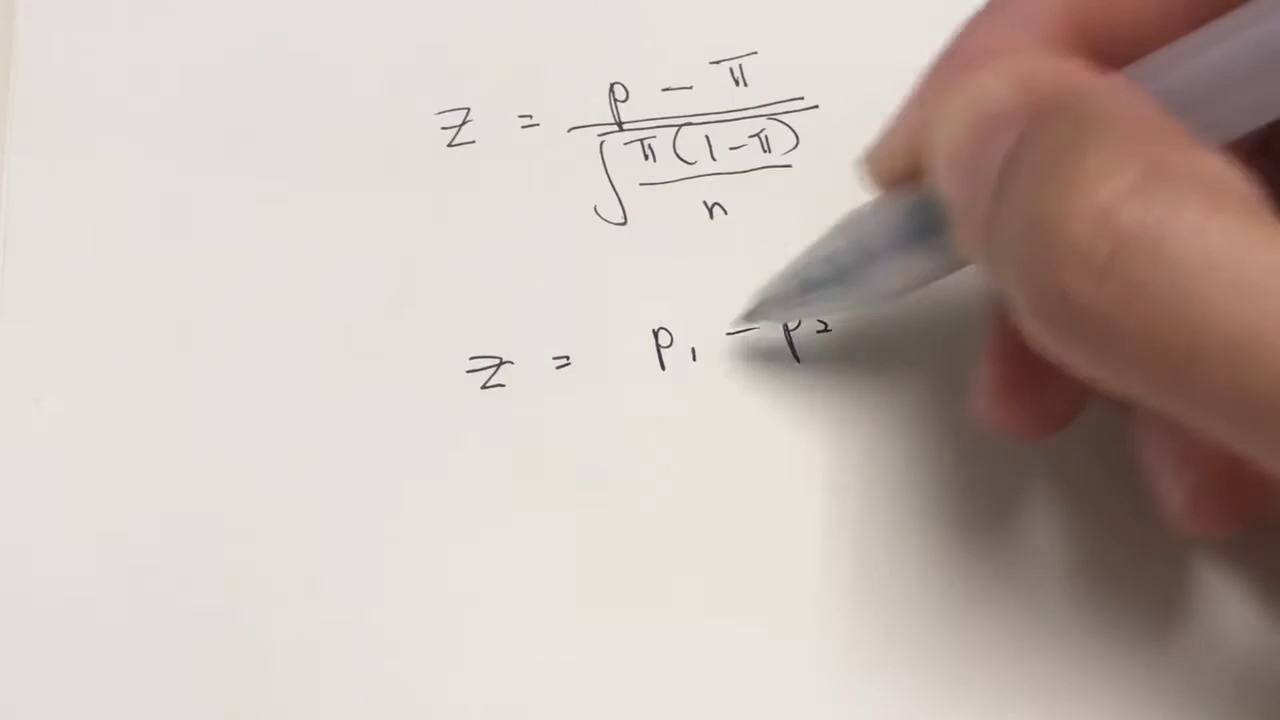 z = p - π
√ π(1-π)
n
z = p₁ - p₂